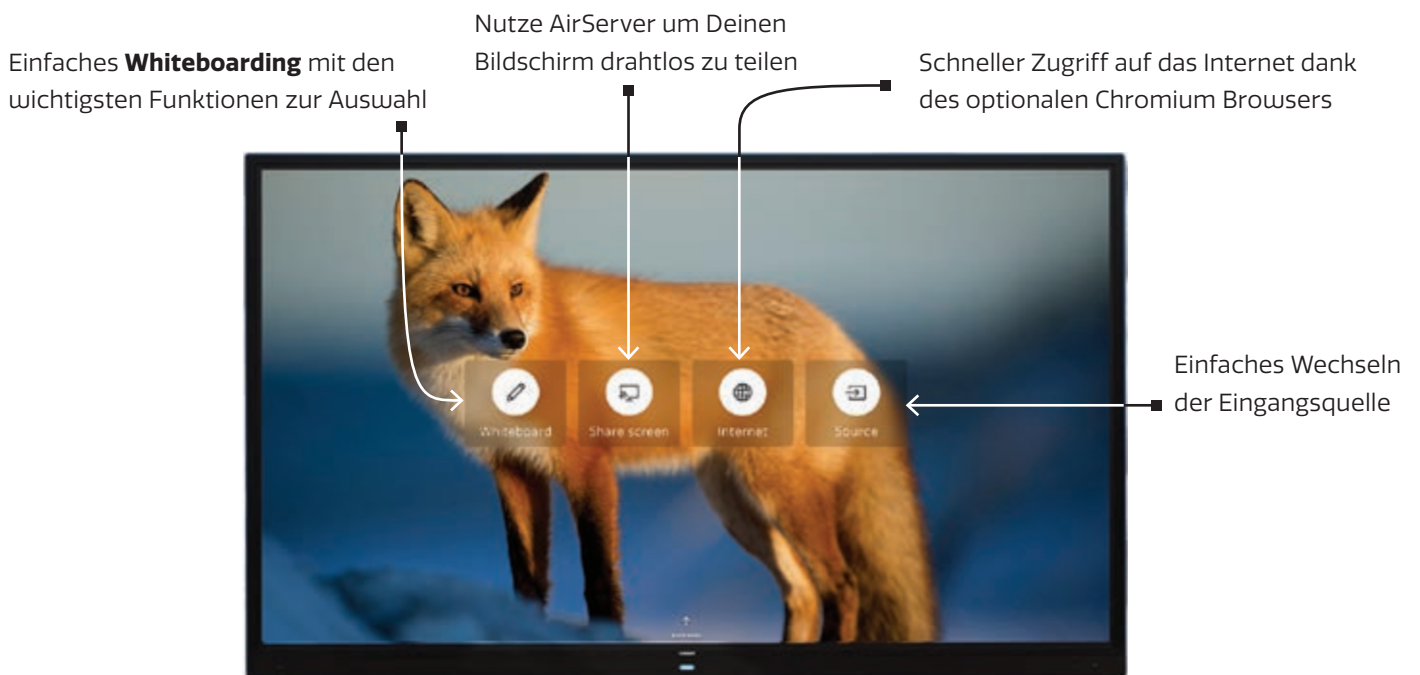 Nutze AirServer um Deinen
Bildschirm drahtlos zu teilen
Einfaches Whiteboarding mit den
wichtigsten Funktionen zur Auswahl
Schneller Zugriff auf das Internet dank
des optionalen Chromium Browsers
Einfaches Wechseln
der Eingangsquelle
Whiteboard
Share screen
Internet
Source